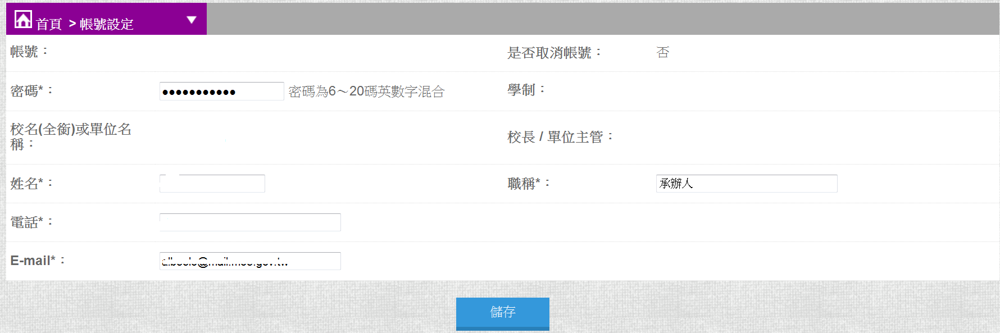 首頁 > 帳號設定
帳號：
是否取消帳號： 否
密碼*： ●●●●●●●●●●● 密碼為6～20碼英數字混合
學制：
校名(全銜)或單位名
稱：
校長 / 單位主管：
姓名*：
職稱*： 承辦人
電話*：
E-mail*：
儲存